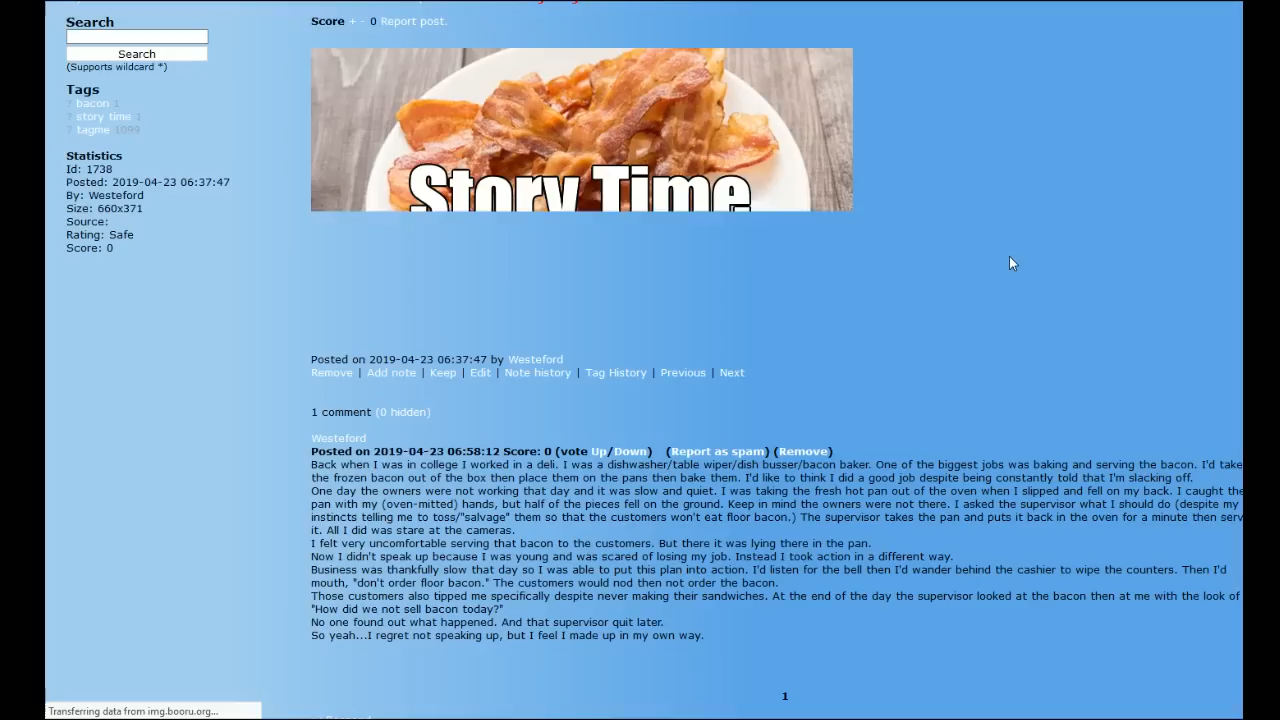 Search
Search
(Supports wildcard *)
Tags
? bacon 1
? story time 1
? tagme 1099
Statistics
Id: 1738
Posted: 2019-04-23 06:37:47
By: Westeford
Size: 660x371
Source:
Rating: Safe
Score: 0
Score + - 0 Report post.
Story Time
Posted on 2019-04-23 06:37:47 by Westeford
Remove | Add note | Keep | Edit | Note history | Tag History | Previous | Next
1 comment (0 hidden)
Westeford
Posted on 2019-04-23 06:58:12 Score: 0 (vote Up/Down) (Report as spam) (Remove)
Back when I was in college I worked in a deli. I was a dishwasher/table wiper/dish busser/bacon baker. One of the biggest jobs was baking and serving the bacon. I'd take
the frozen bacon out of the box then place them on the pans then bake them. I'd like to think I did a good job despite being constantly told that I'm slacking off.
One day the owners were not working that day and it was slow and quiet. I was taking the fresh hot pan out of the oven when I slipped and fell on my back. I caught the
pan with my (oven-mitted) hands, but half of the pieces fell on the ground. Keep in mind the owners were not there. I asked the supervisor what I should do (despite my
instincts telling me to toss/"salvage" them so that the customers won't eat floor bacon.) The supervisor takes the pan and puts it back in the oven for a minute then serv
it. All I did was stare at the cameras.
I felt very uncomfortable serving that bacon to the customers. But there it was lying there in the pan.
Now I didn't speak up because I was young and was scared of losing my job. Instead I took action in a different way.
Business was thankfully slow that day so I was able to put this plan into action. I'd listen for the bell then I'd wander behind the cashier to wipe the counters. Then I'd
mouth, "don't order floor bacon." The customers would nod then not order the bacon.
Those customers also tipped me specifically despite never making their sandwiches. At the end of the day the supervisor looked at the bacon then at me with the look of
"How did we not sell bacon today?"
No one found out what happened. And that supervisor quit later.
So yeah...I regret not speaking up, but I feel I made up in my own way.
1
Transferring data from img.booru.org...